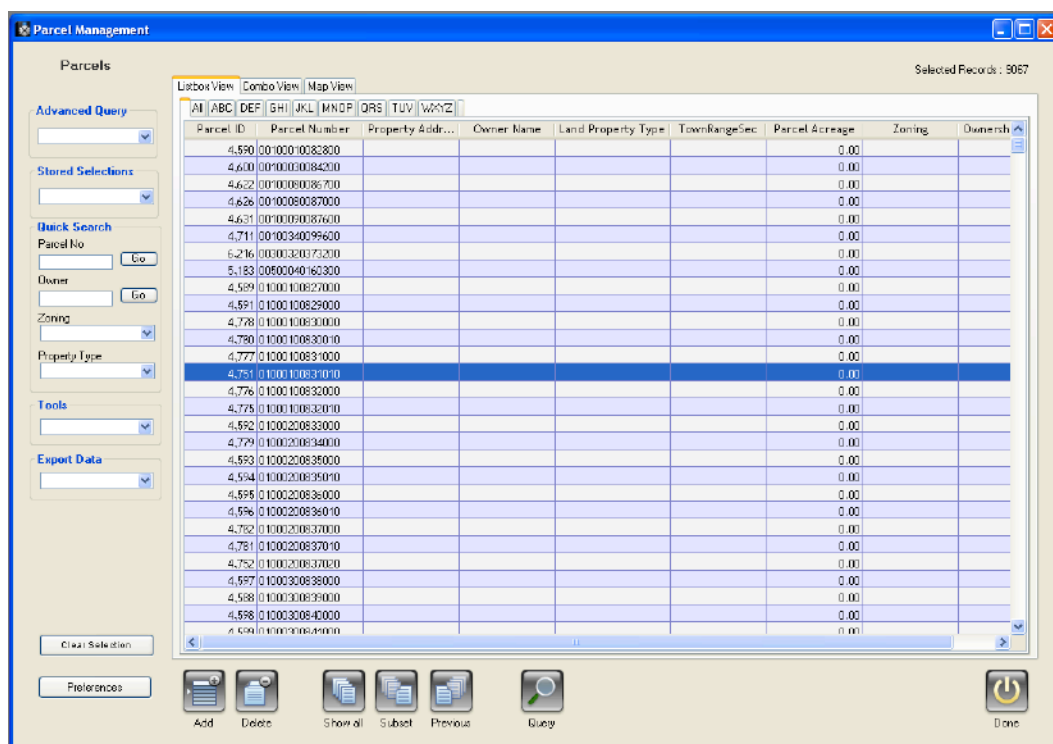 Parcel Management
Parcels
Selected Records : 9067
Listbox View Combo View Map View
All ABC DEF GHI JKL MNOP QRS TUV WXYZ
Advanced Query
Stored Selections
Quick Search
Parcel No
Go
Owner
Go
Zoning
Property Type
Tools
Export Data
Clear Selection
Preferences
Parcel ID Parcel Number Property Addr... Owner Name Land Property Type TownRangeSec Parcel Acreage Zoning Ownersh
4,590 00100010082800 0.00
4,600 00100030084200 0.00
4,622 00100080086700 0.00
4,626 00100080087000 0.00
4,631 00100090087600 0.00
4,711 00100340099600 0.00
6,216 00300320373200 0.00
5,183 00500040160300 0.00
4,589 01000100827000 0.00
4,591 01000100829000 0.00
4,778 01000100830000 0.00
4,780 01000100830010 0.00
4,777 01000100831000 0.00
4,751 01000100831010 0.00
4,776 01000100832000 0.00
4,775 01000100832010 0.00
4,592 01000200833000 0.00
4,779 01000200834000 0.00
4,593 01000200835000 0.00
4,594 01000200835010 0.00
4,595 01000200836000 0.00
4,596 01000200836010 0.00
4,782 01000200837000 0.00
4,781 01000200837010 0.00
4,752 01000200837020 0.00
4,597 01000300838000 0.00
4,588 01000300839000 0.00
4,598 01000300840000 0.00
4,599 01000300841000 0.00
Add Delete Show all Subset Previous Query Done